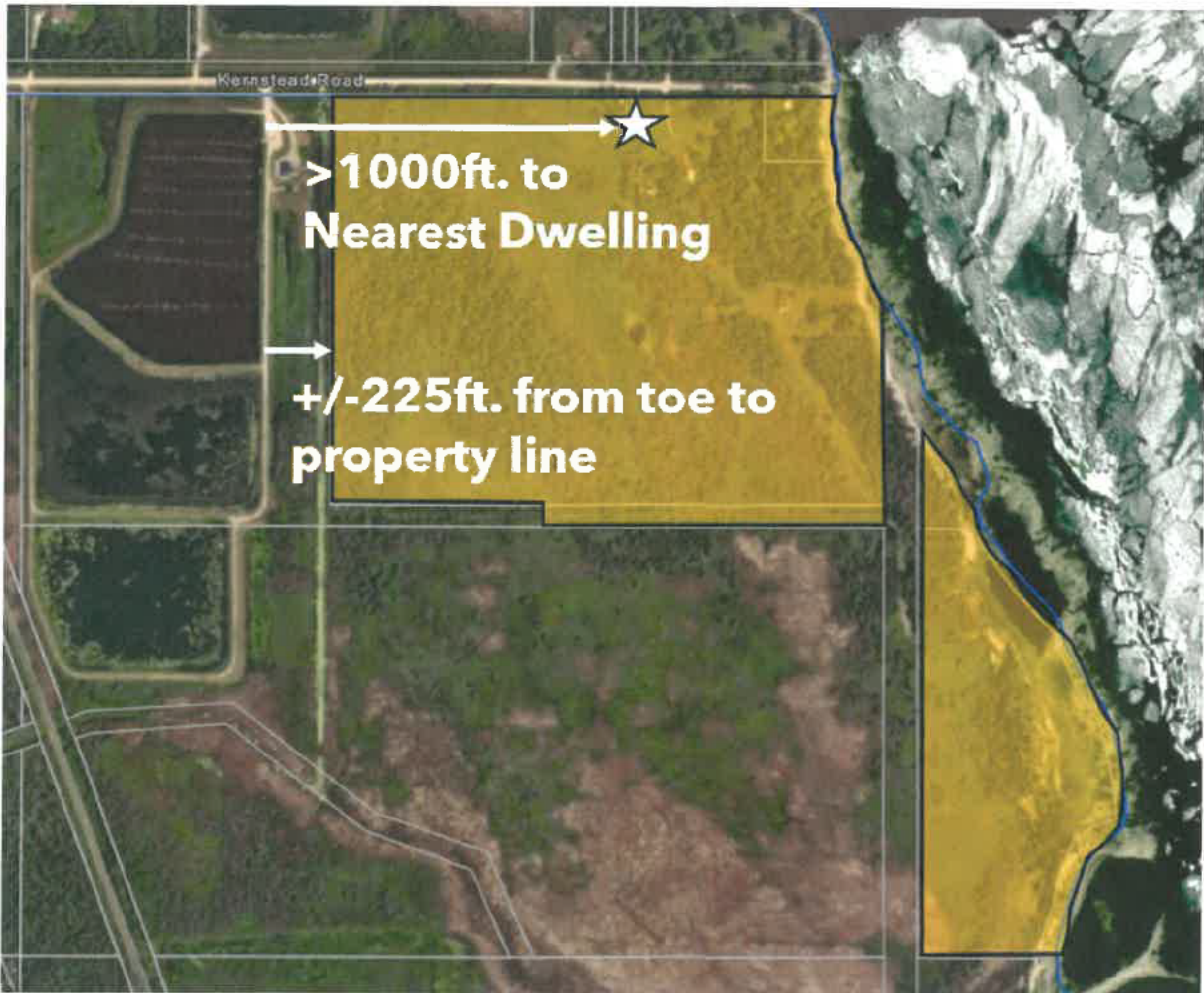 Kernstead Road
>1000ft. to
Nearest Dwelling
+/-225ft. from toe to
property line